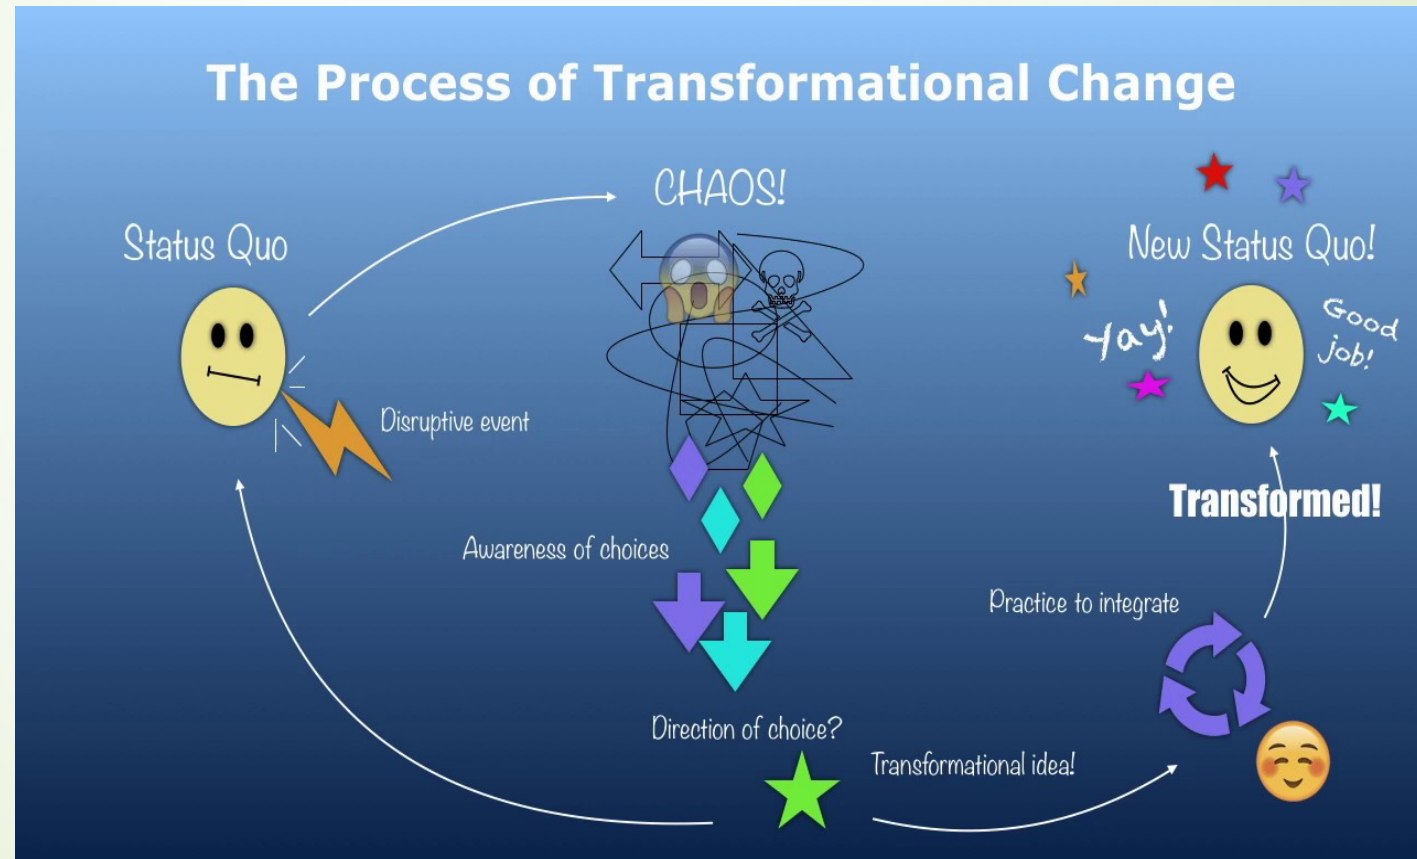 The Process of Transformational Change
CHAOS!
Status Quo
New Status Quo!
Yay!
Good
job!
Disruptive event
Transformed!
Awareness of choices
Practice to integrate
Direction of choice?
Transformational idea!